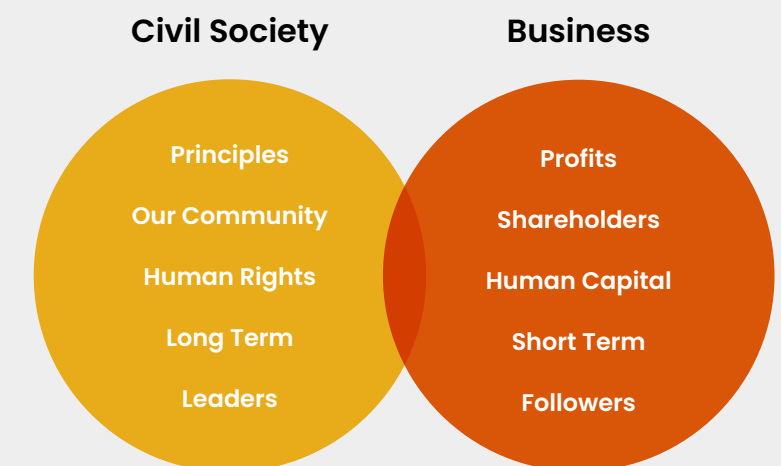 Civil Society
Business
Principles
Our Community
Human Rights
Long Term
Leaders
Profits
Shareholders
Human Capital
Short Term
Followers